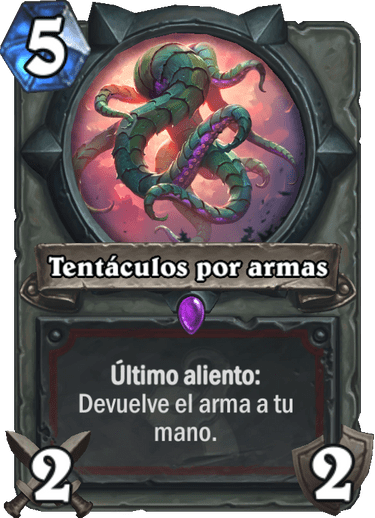 5
Tentáculos por armas
Último aliento:
Devuelve el arma a tu
mano.
2
2